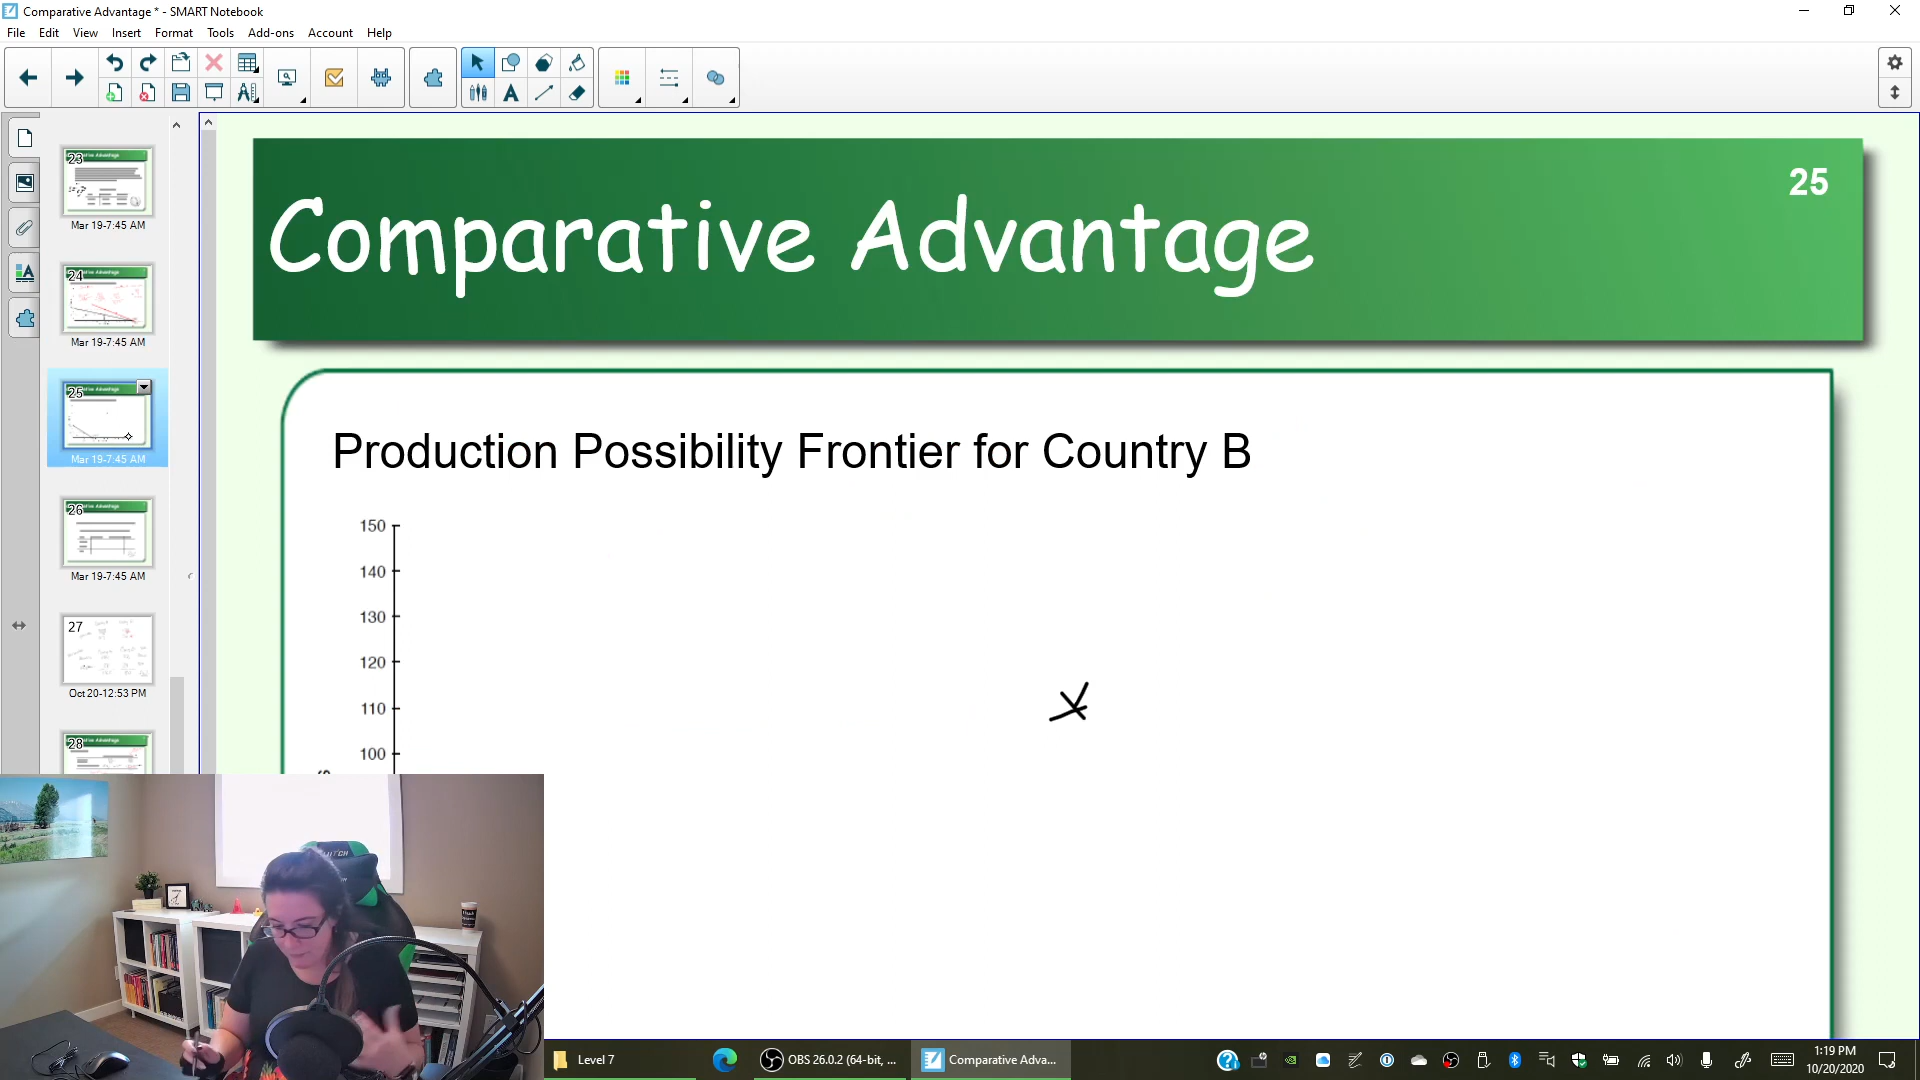 Comparative Advantage * - SMART Notebook
File Edit View Insert Format Tools Add-ons Account Help
23
Mar 19-7:45 AM
24
Mar 19-7:45 AM
25
Mar 19-7:45 AM
26
Mar 19-7:45 AM
27
Oct 20-12:53 PM
28
Comparative Advantage
25
Production Possibility Frontier for Country B
150
140
130
120
110
100
Level 7
OBS 26.0.2 (64-bit, ...
Comparative Adva...
1:19 PM
10/20/2020